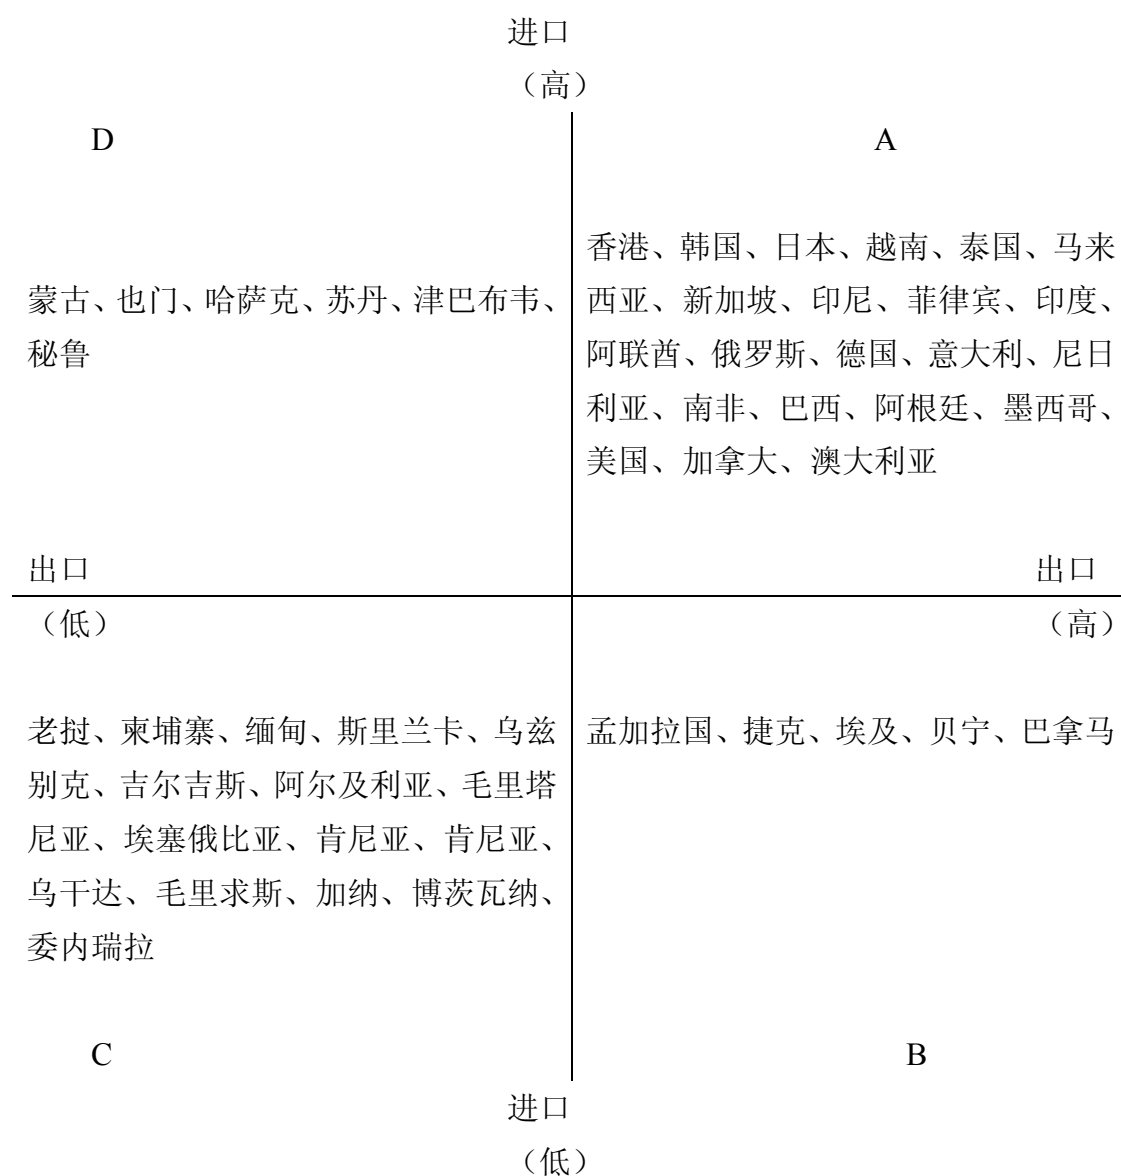 进口
（高）
D
A
蒙古、也门、哈萨克、苏丹、津巴布韦、
秘鲁
香港、韩国、日本、越南、泰国、马来
西亚、新加坡、印尼、菲律宾、印度、
阿联酋、俄罗斯、德国、意大利、尼日
利亚、南非、巴西、阿根廷、墨西哥、
美国、加拿大、澳大利亚
出口
出口
（低）
（高）
老挝、柬埔寨、缅甸、斯里兰卡、乌兹
别克、吉尔吉斯、阿尔及利亚、毛里塔
尼亚、埃塞俄比亚、肯尼亚、肯尼亚、
乌干达、毛里求斯、加纳、博茨瓦纳、
委内瑞拉
孟加拉国、捷克、埃及、贝宁、巴拿马
C
B
进口
（低）